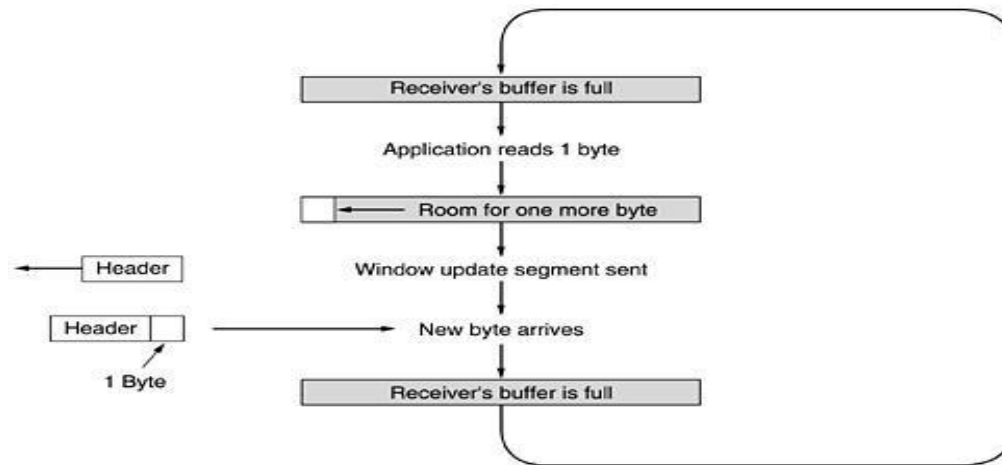 Receiver's buffer is full
Application reads 1 byte
Room for one more byte
Header
Window update segment sent
Header
New byte arrives
1 Byte
Receiver's buffer is full